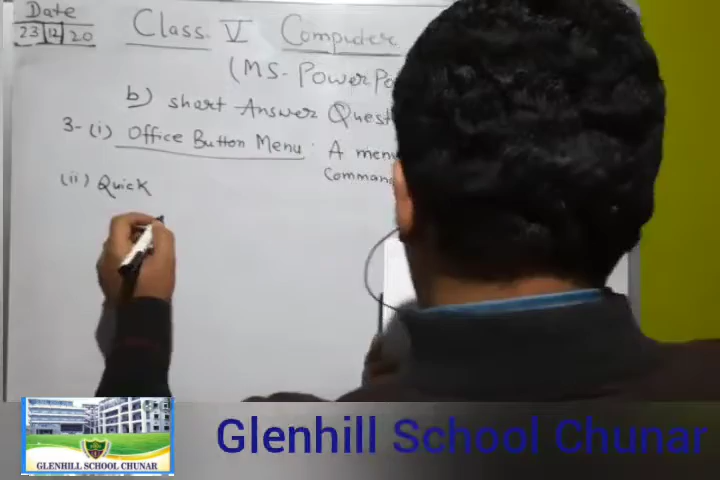 Date
23 12 20
Class. V Computer
(MS- PowerPo
b) short Answer Quest
3- (i) Office Button Menu : A menu
Comman
(ii) Quick
GLENHILL SCHOOL CHUNAR
Glenhill School Chunar